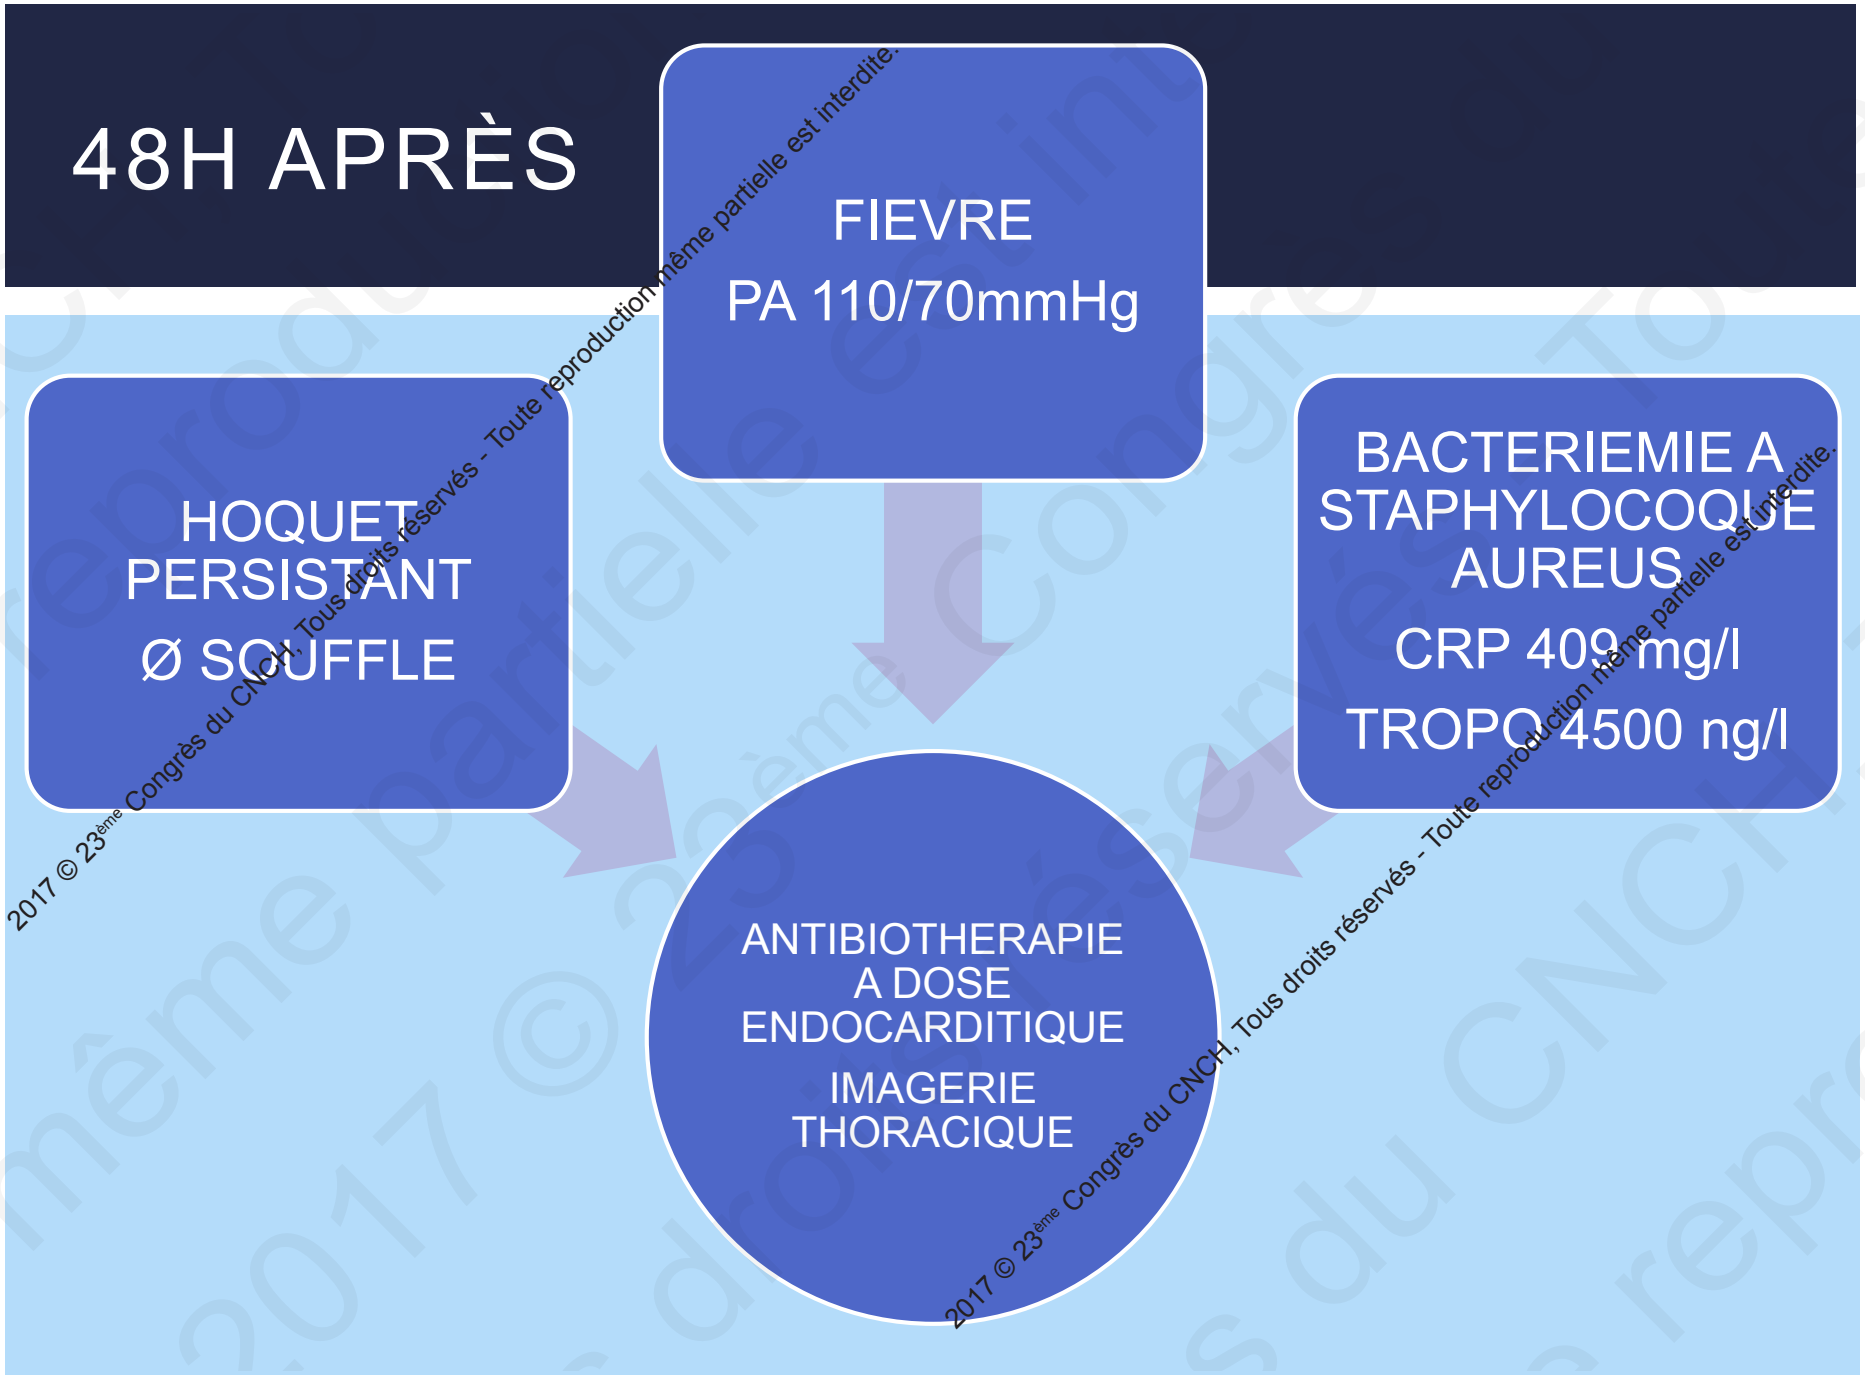 48H APRÈS
FIEVRE
PA 110/70mmHg
HOQUET
PERSISTANT
Ø SOUFFLE
BACTERIEMIE A
STAPHYLOCOQUE
AUREUS
CRP 409 mg/l
TROPO 4500 ng/l
ANTIBIOTHERAPIE
A DOSE
ENDOCARDITIQUE
IMAGERIE
THORACIQUE
2017 © 23ème Congrès du CNCH, Tous droits réservés - Toute reproduction même partielle est interdite.
2017 © 23ème Congrès du CNCH, Tous droits réservés - Toute reproduction même partielle est interdite.